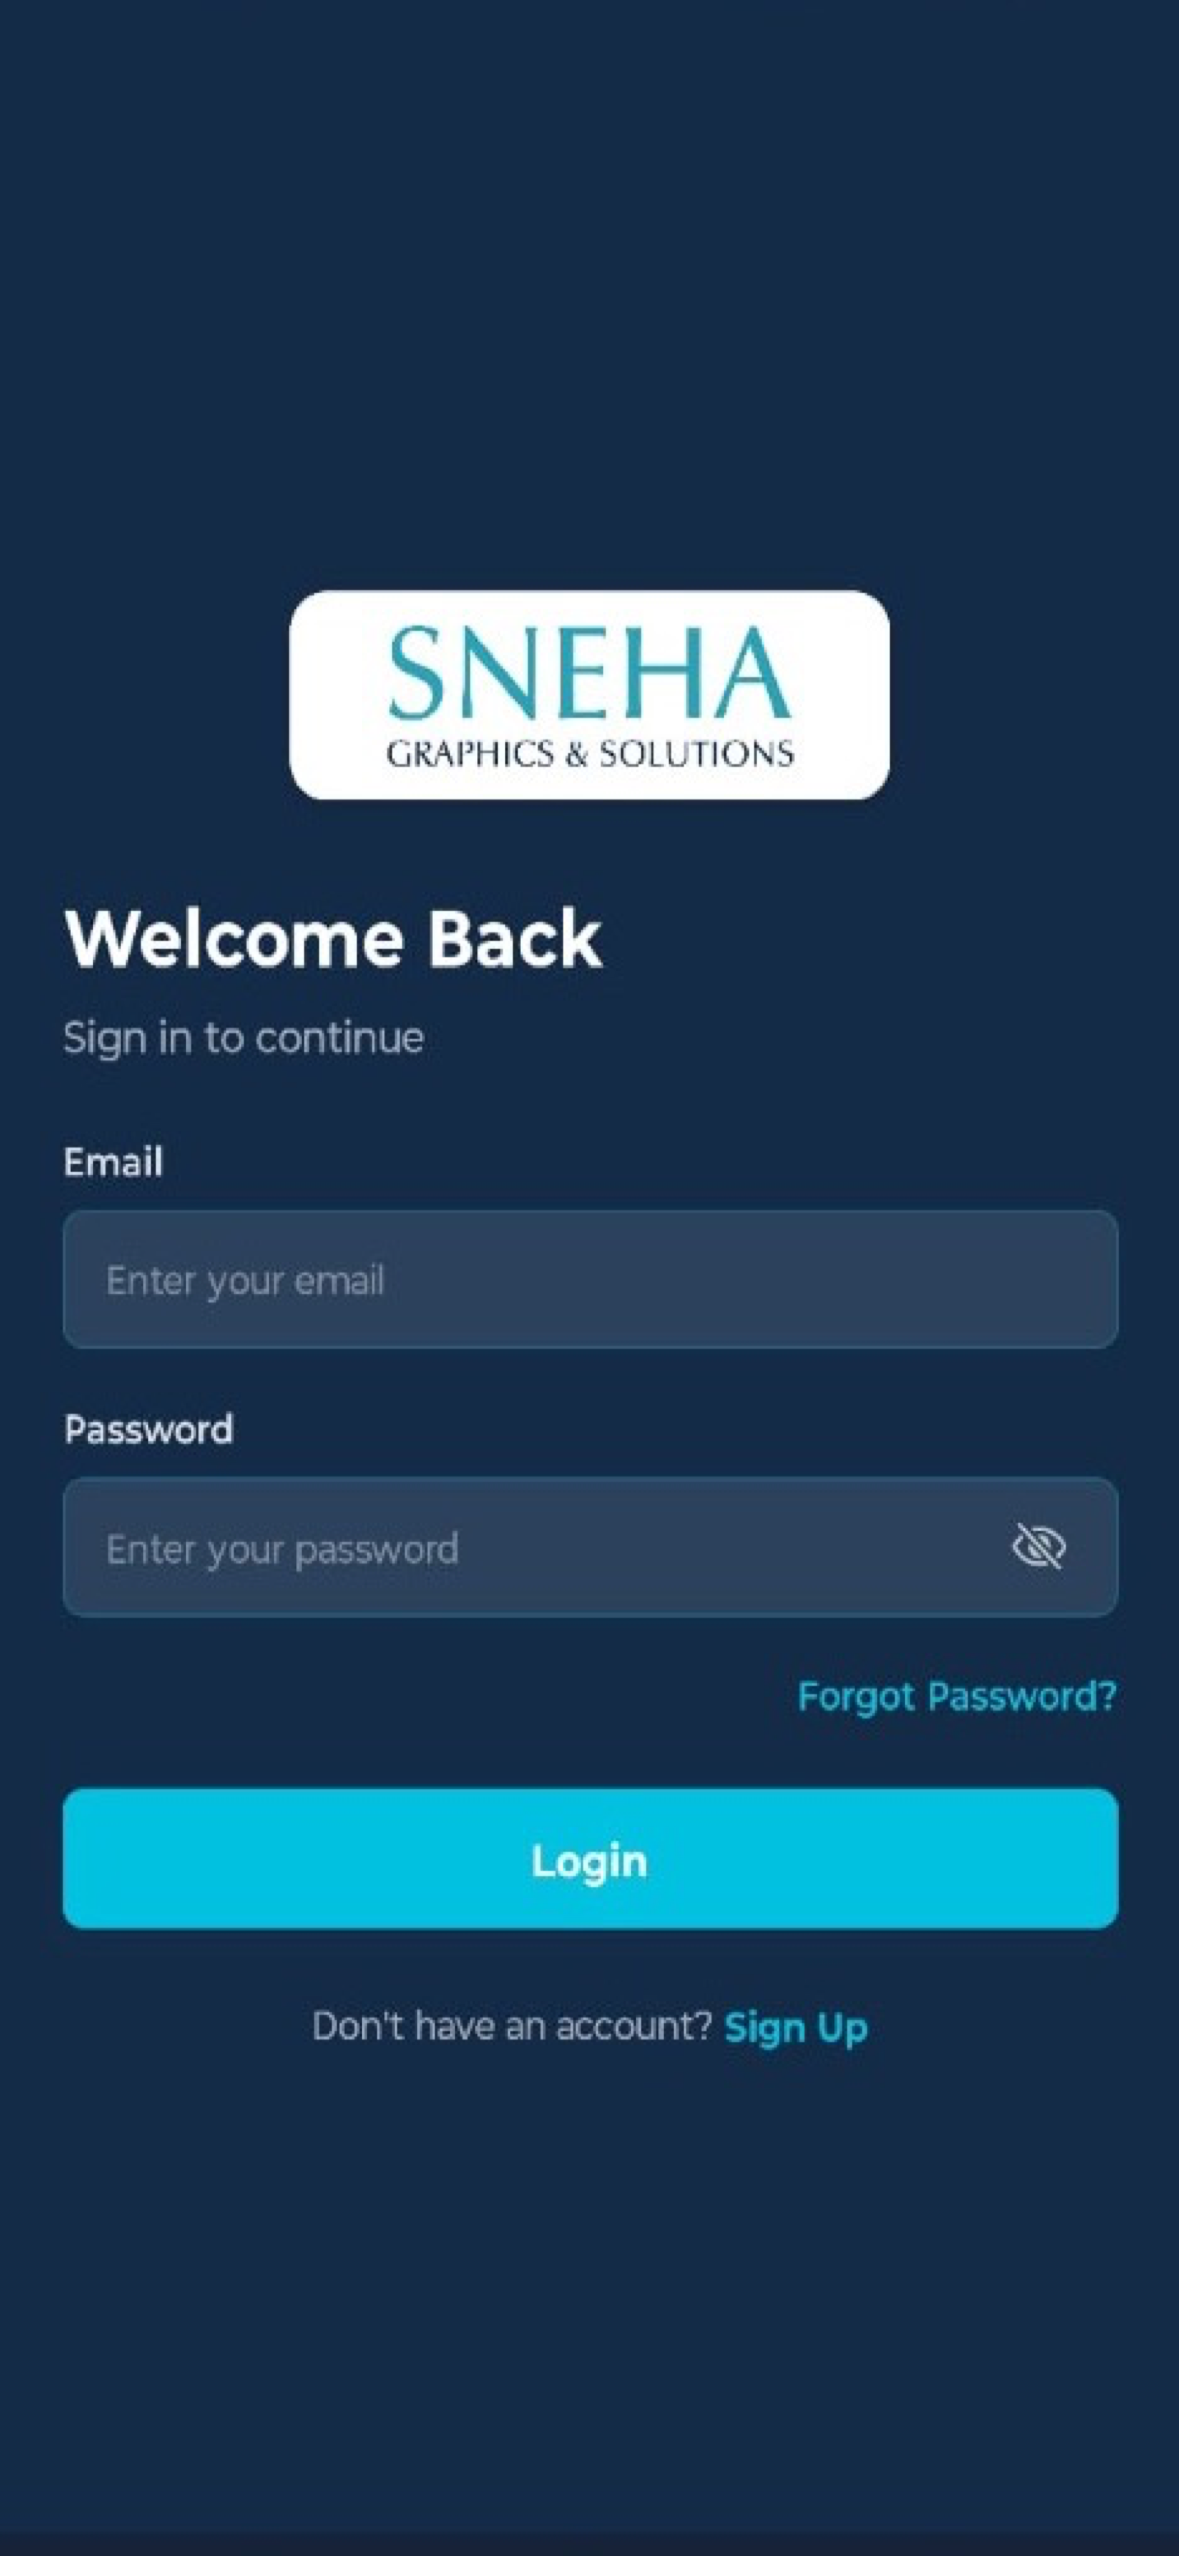 SNEHA
GRAPHICS & SOLUTIONS
Welcome Back
Sign in to continue
Email
Enter your email
Password
Enter your password
Forgot Password?
Login
Don't have an account? Sign Up